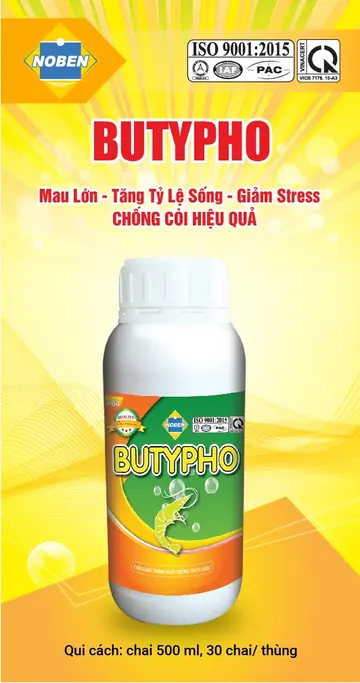 NOBEN
ISO 9001:2015
IAF
PAC
VINACERT
VICB 7178. 10-A3
BUTYPHO
Mau Lớn - Tăng Tỷ Lệ Sống - Giảm Stress
CHỐNG CÒI HIỆU QUẢ
NOBEN
ISO 9001:2015
PAC
BUTYPHO
Qui cách: chai 500 ml, 30 chai/ thùng